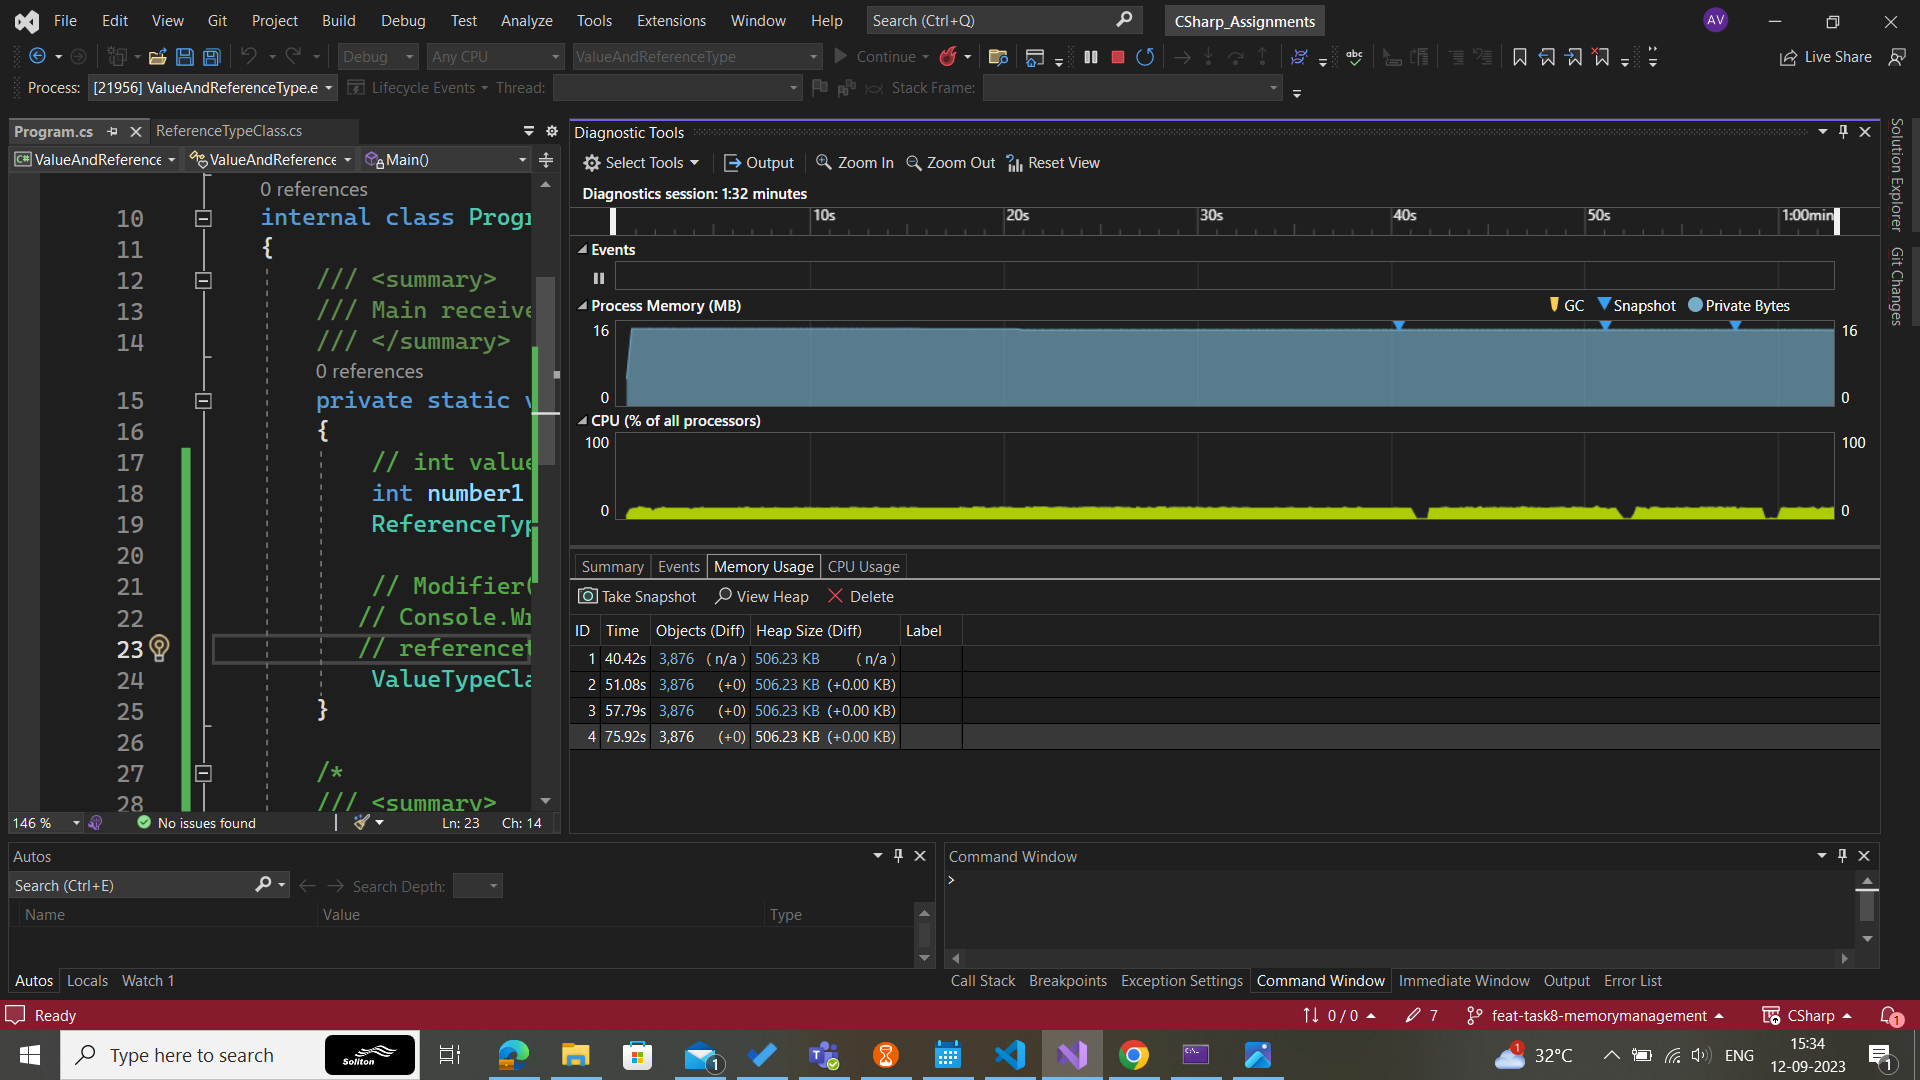 File Edit View Git Project Build Debug Test Analyze Tools Extensions Window Help Search (Ctrl+Q) CSharp_Assignments AV
Debug Any CPU ValueAndReferenceType Continue abc Live Share
Process: [21956] ValueAndReferenceType.e Lifecycle Events Thread: Stack Frame:
Program.cs ReferenceTypeClass.cs
C# ValueAndReference ValueAndReference Main()
0 references
10 internal class Progr
11 {
12 /// <summary>
13 /// Main receive
14 /// </summary>
0 references
15 private static v
16 {
17 // int value
18 int number1
19 ReferenceTyp
20
21 // Modifier(
22 // Console.Wr
23 // referencet
24 ValueTypeCla
25 }
26
27 /*
28 /// <summary>
146 % No issues found Ln: 23 Ch: 14
Diagnostic Tools
Select Tools Output Zoom In Zoom Out Reset View
Diagnostics session: 1:32 minutes
10s 20s 30s 40s 50s 1:00min
Events
Process Memory (MB) GC Snapshot Private Bytes
16 16
0 0
CPU (% of all processors)
100 100
0 0
Summary Events Memory Usage CPU Usage
Take Snapshot View Heap Delete
ID Time Objects (Diff) Heap Size (Diff) Label
1 40.42s 3,876 ( n/a ) 506.23 KB ( n/a )
2 51.08s 3,876 (+0) 506.23 KB (+0.00 KB)
3 57.79s 3,876 (+0) 506.23 KB (+0.00 KB)
4 75.92s 3,876 (+0) 506.23 KB (+0.00 KB)
Solution Explorer
Git Changes
Autos
Search (Ctrl+E) Search Depth:
Name Value Type
Autos Locals Watch 1
Command Window
>
Call Stack Breakpoints Exception Settings Command Window Immediate Window Output Error List
Ready 0 / 0 7 feat-task8-memorymanagement CSharp 1
Type here to search Soliton 1 1 32°C ENG 15:34
12-09-2023 1